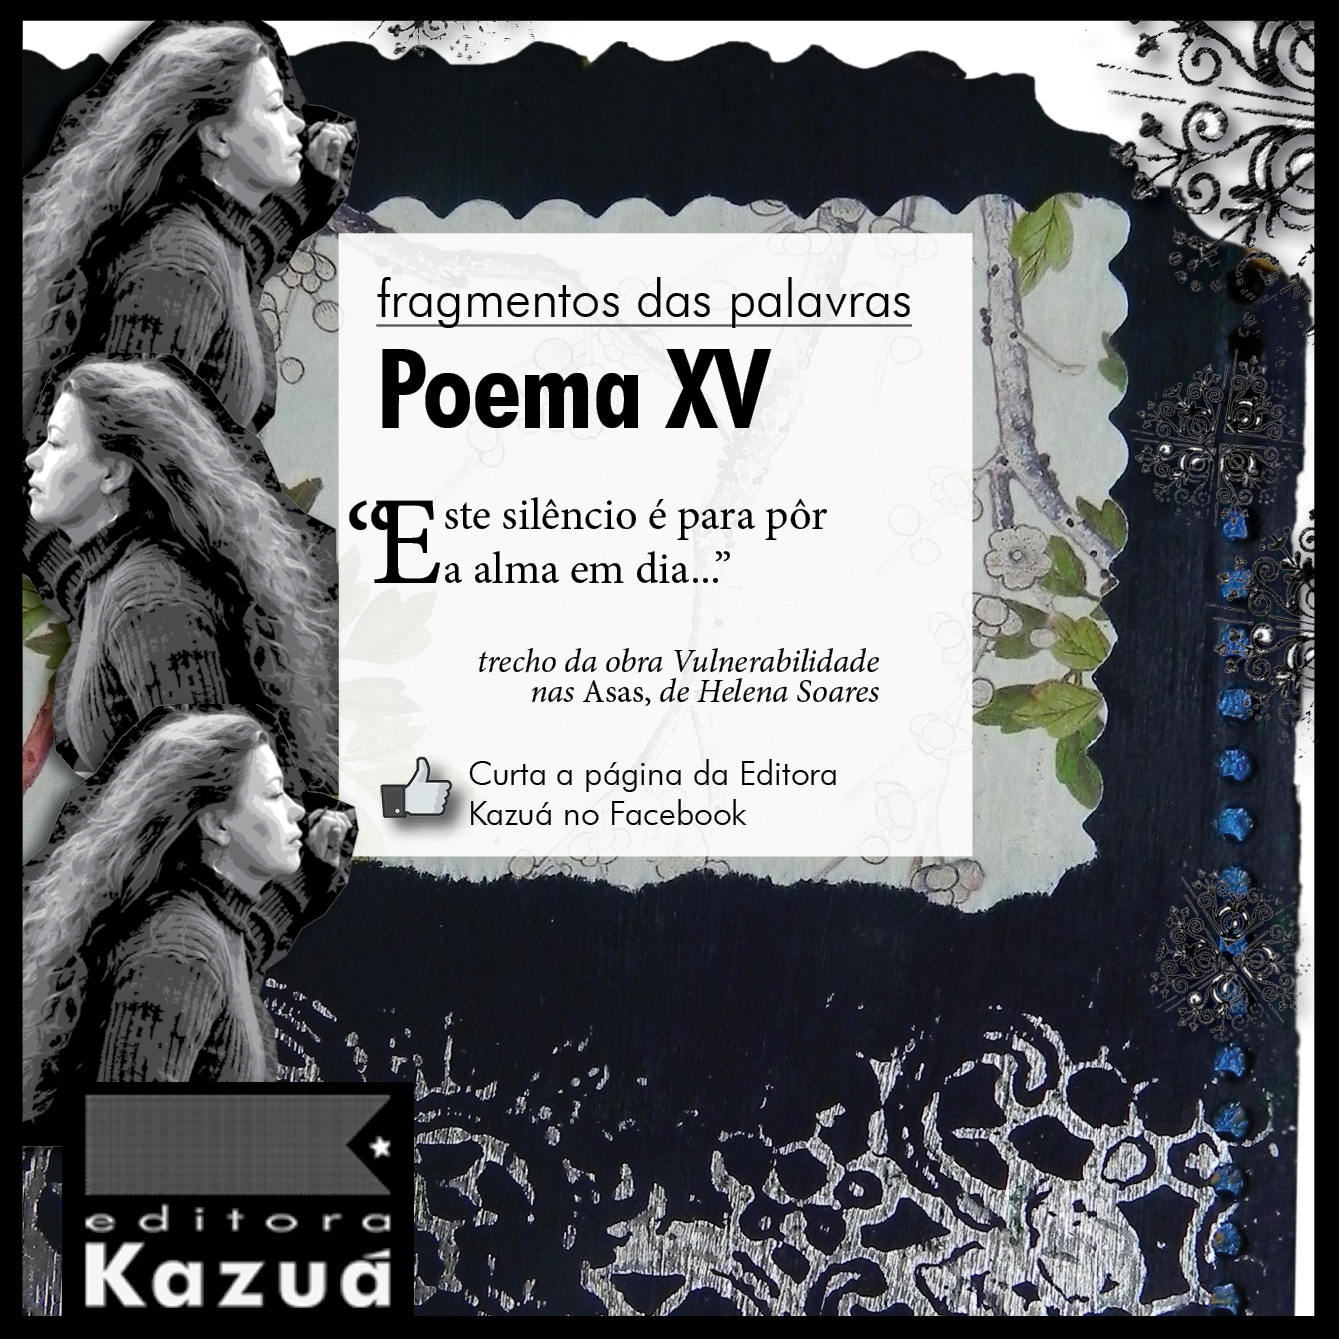 fragmentos das palavras
Poema XV
“Este silêncio é para pôr
a alma em dia...”
trecho da obra Vulnerabilidade
nas Asas, de Helena Soares
Curta a página da Editora
Kazuá no Facebook
editora
Kazuá